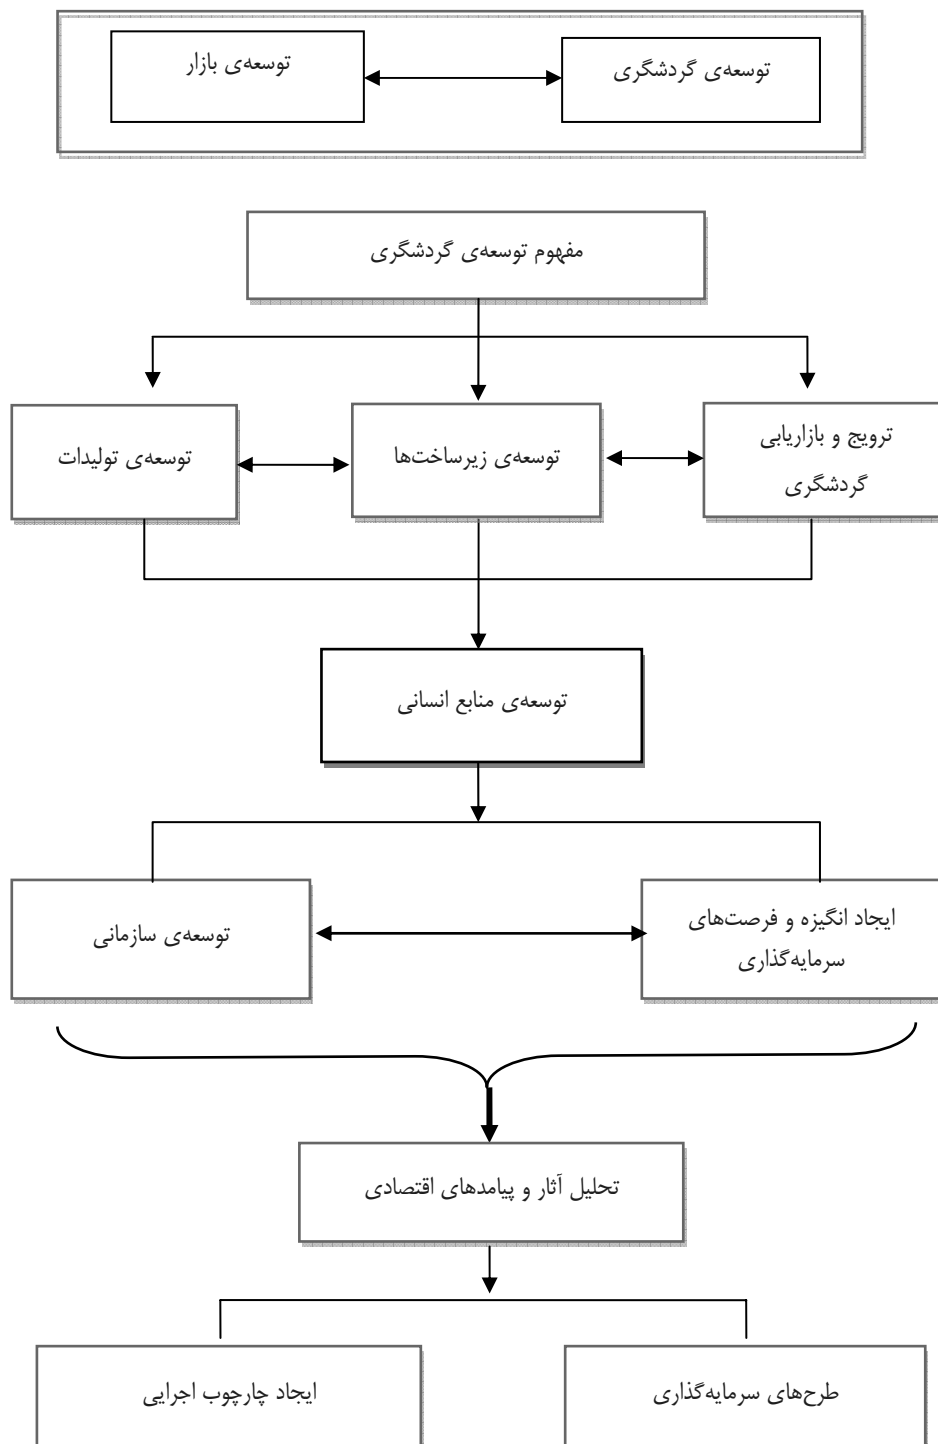 توسعه‌ی گردشگری
توسعه‌ی بازار
مفهوم توسعه‌ی گردشگری
ترویج و بازاریابی
گردشگری
توسعه‌ی زیرساخت‌ها
توسعه‌ی تولیدات
توسعه‌ی منابع انسانی
ایجاد انگیزه و فرصت‌های
سرمایه‌گذاری
توسعه‌ی سازمانی
تحلیل آثار و پیامدهای اقتصادی
طرح‌های سرمایه‌گذاری
ایجاد چارچوب اجرایی